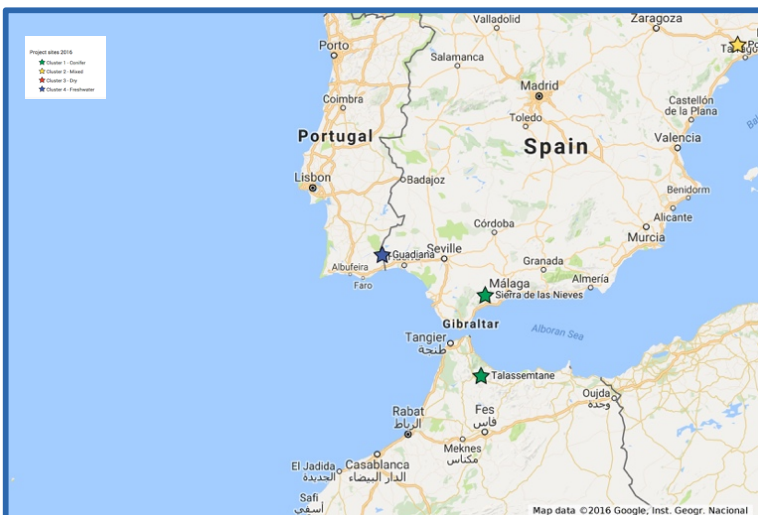 Project sites 2016
Cluster 1 - Conifer
Cluster 2 - Mixed
Cluster 3 - Dry
Cluster 4 - Freshwater
Valladolid
Zaragoza
Porto
Salamanca
Madrid
Castellón
de la Plana
Coimbra
Toledo
Portugal
Spain
Valencia
Lisbon
Badajoz
Benidorm
Alicante
Córdoba
Murcia
Guadiana
Seville
Albufeira
Granada
Faro
Málaga
Almería
Sierra de las Nieves
Gibraltar
Alboran Sea
Tangier
طنجة
Talassemtane
Oujda
وجدة
Rabat
الرباط
Fes
فاس
Meknes
مكناس
El Jadida
الجديدة
Casablanca
الدار البيضاء
Safi
آسفي
Map data ©2016 Google, Inst. Geogr. Nacional